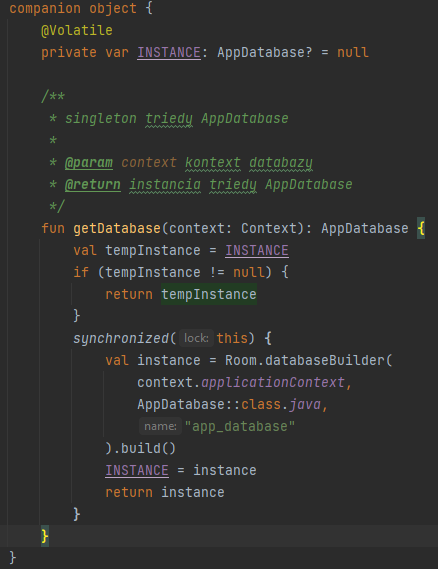 companion object {
    @Volatile
    private var INSTANCE: AppDatabase? = null

    /**
     * singleton triedy AppDatabase
     *
     * @param context kontext databazy
     * @return instancia triedy AppDatabase
     */
    fun getDatabase(context: Context): AppDatabase {
        val tempInstance = INSTANCE
        if (tempInstance != null) {
            return tempInstance
        }
        synchronized( lock: this) {
            val instance = Room.databaseBuilder(
                context.applicationContext,
                AppDatabase::class.java,
                name: "app_database"
            ).build()
            INSTANCE = instance
            return instance
        }
    }
}